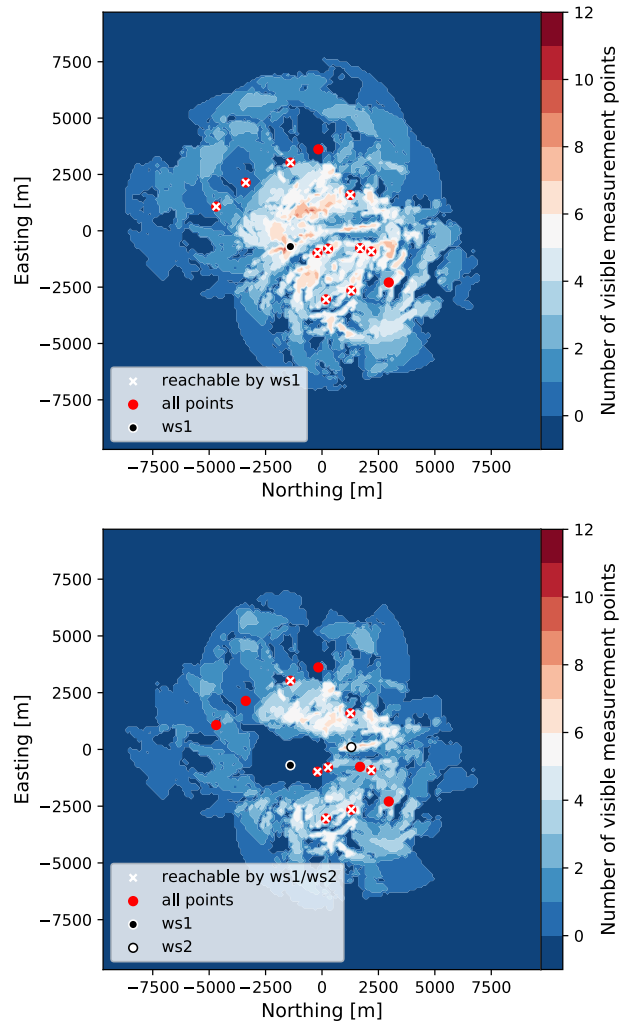 7500
5000
2500
0
−2500
−5000
−7500
Easting [m]
reachable by ws1
all points
ws1
−7500 −5000 −2500 0 2500 5000 7500
Northing [m]
12
10
8
6
4
2
0
Number of visible measurement points
7500
5000
2500
0
−2500
−5000
−7500
Easting [m]
reachable by ws1/ws2
all points
ws1
ws2
−7500 −5000 −2500 0 2500 5000 7500
Northing [m]
12
10
8
6
4
2
0
Number of visible measurement points